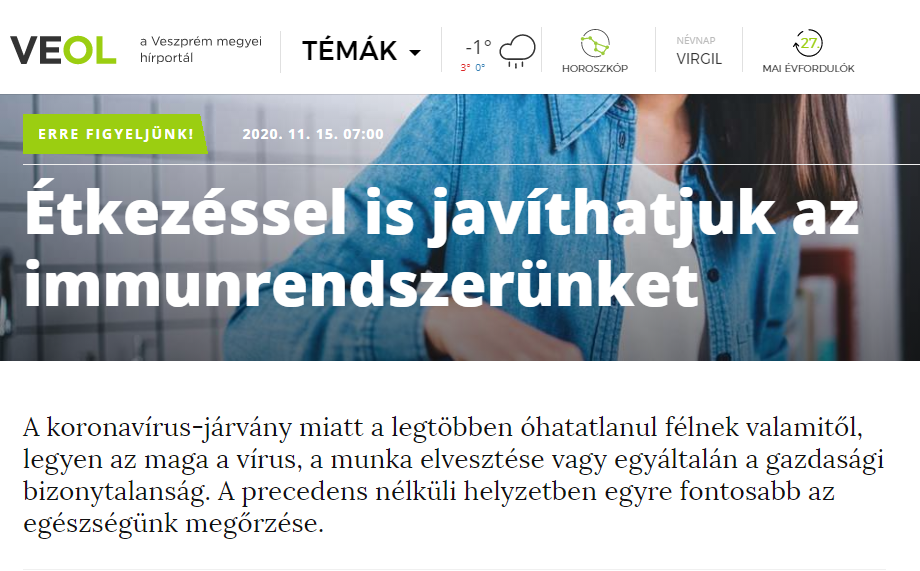 VEOL
a Veszprém megyei
hírportál
TÉMÁK
-1°
3° 0°
HOROSZKÓP
NÉVNAP
VIRGIL
27.
MAI ÉVFORDULÓK
ERRE FIGYELJÜNK!
2020. 11. 15. 07:00
Étkezéssel is javíthatjuk az
immunrendszerünket
A koronavírus-járvány miatt a legtöbben óhatatlanul félnek valamitől,
legyen az maga a vírus, a munka elvesztése vagy egyáltalán a gazdasági
bizonytalanság. A precedens nélküli helyzetben egyre fontosabb az
egészségünk megőrzése.